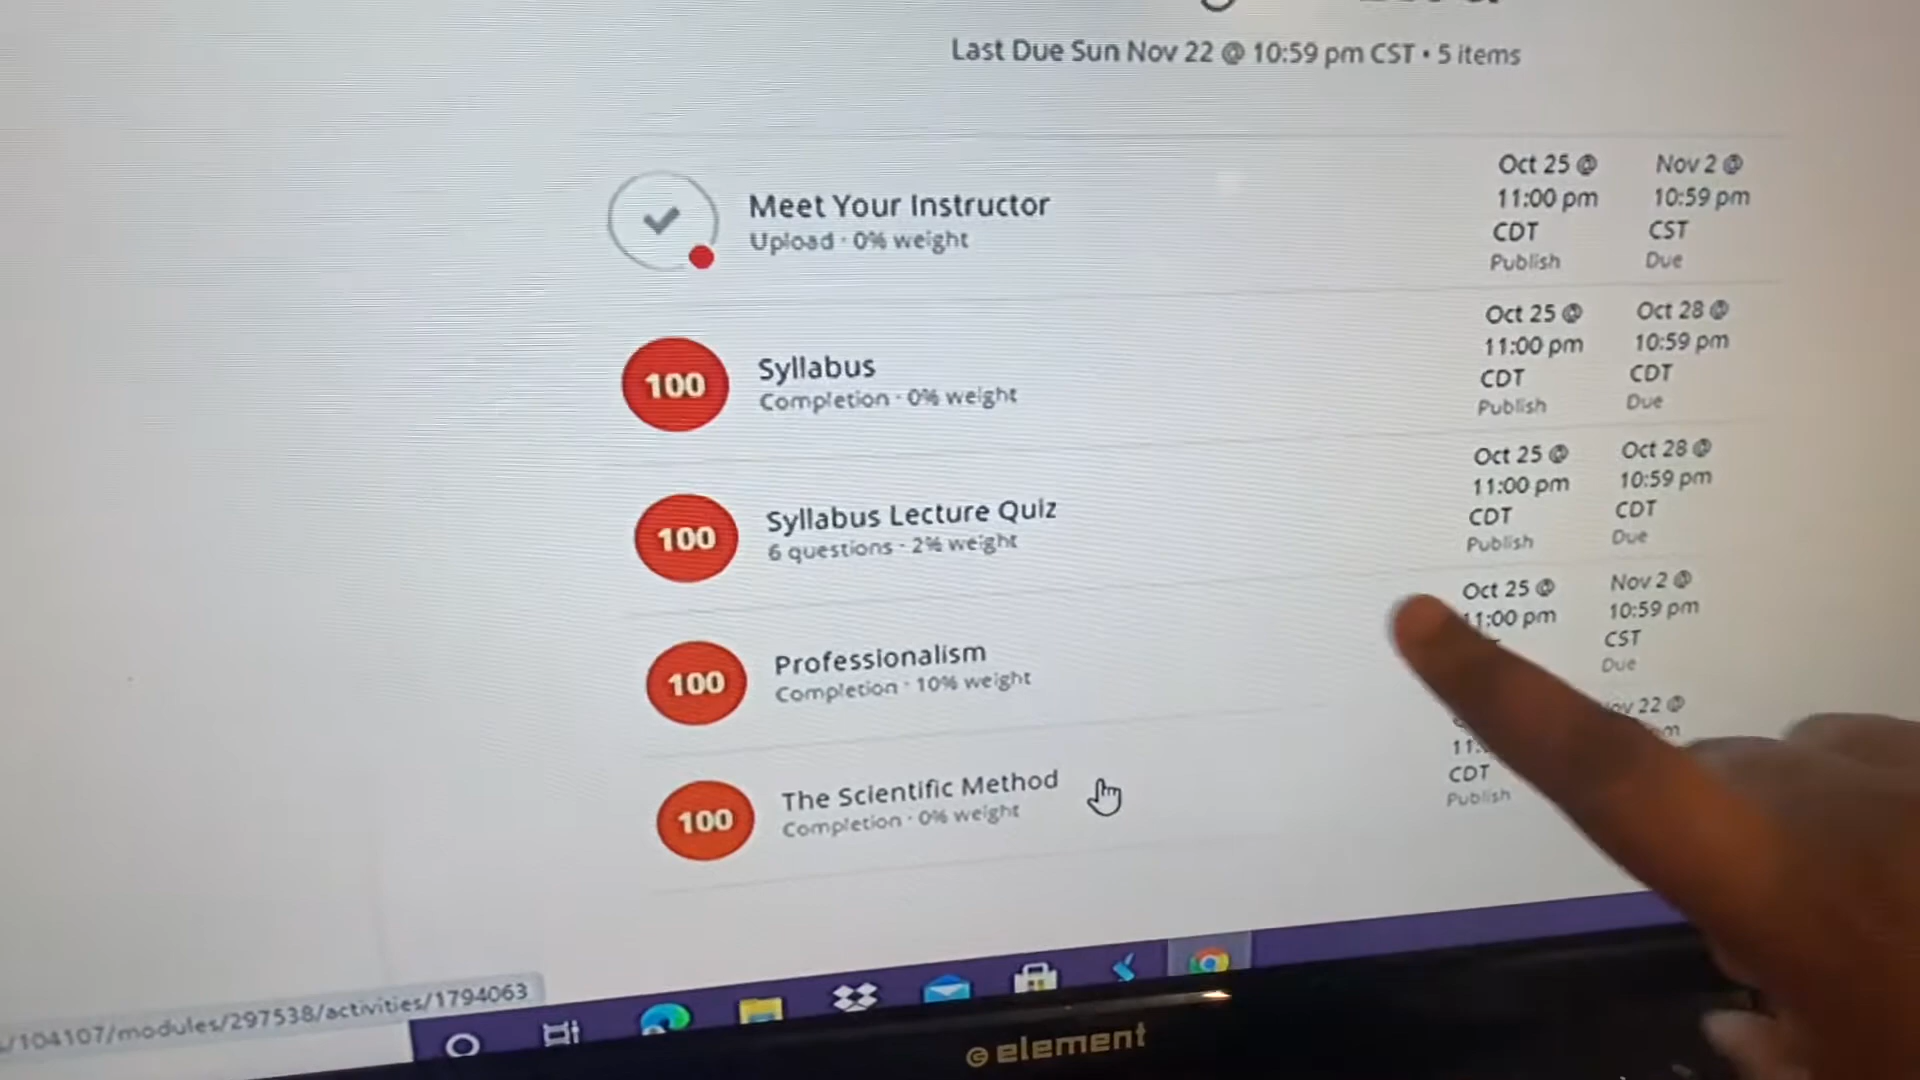 Last Due Sun Nov 22 @ 10:59 pm CST • 5 items
Meet Your Instructor
Upload · 0% weight
Oct 25 @
11:00 pm
CDT
Publish
Nov 2 @
10:59 pm
CST
Due
100
Syllabus
Completion · 0% weight
Oct 25 @
11:00 pm
CDT
Publish
Oct 28 @
10:59 pm
CDT
Due
100
Syllabus Lecture Quiz
6 questions · 2% weight
Oct 25 @
11:00 pm
CDT
Publish
Oct 28 @
10:59 pm
CDT
Due
100
Professionalism
Completion · 10% weight
Oct 25 @
11:00 pm
Nov 2 @
10:59 pm
CST
Due
100
The Scientific Method
Completion · 0% weight
CDT
Publish
22 @
/104107/modules/297538/activities/1794063
element